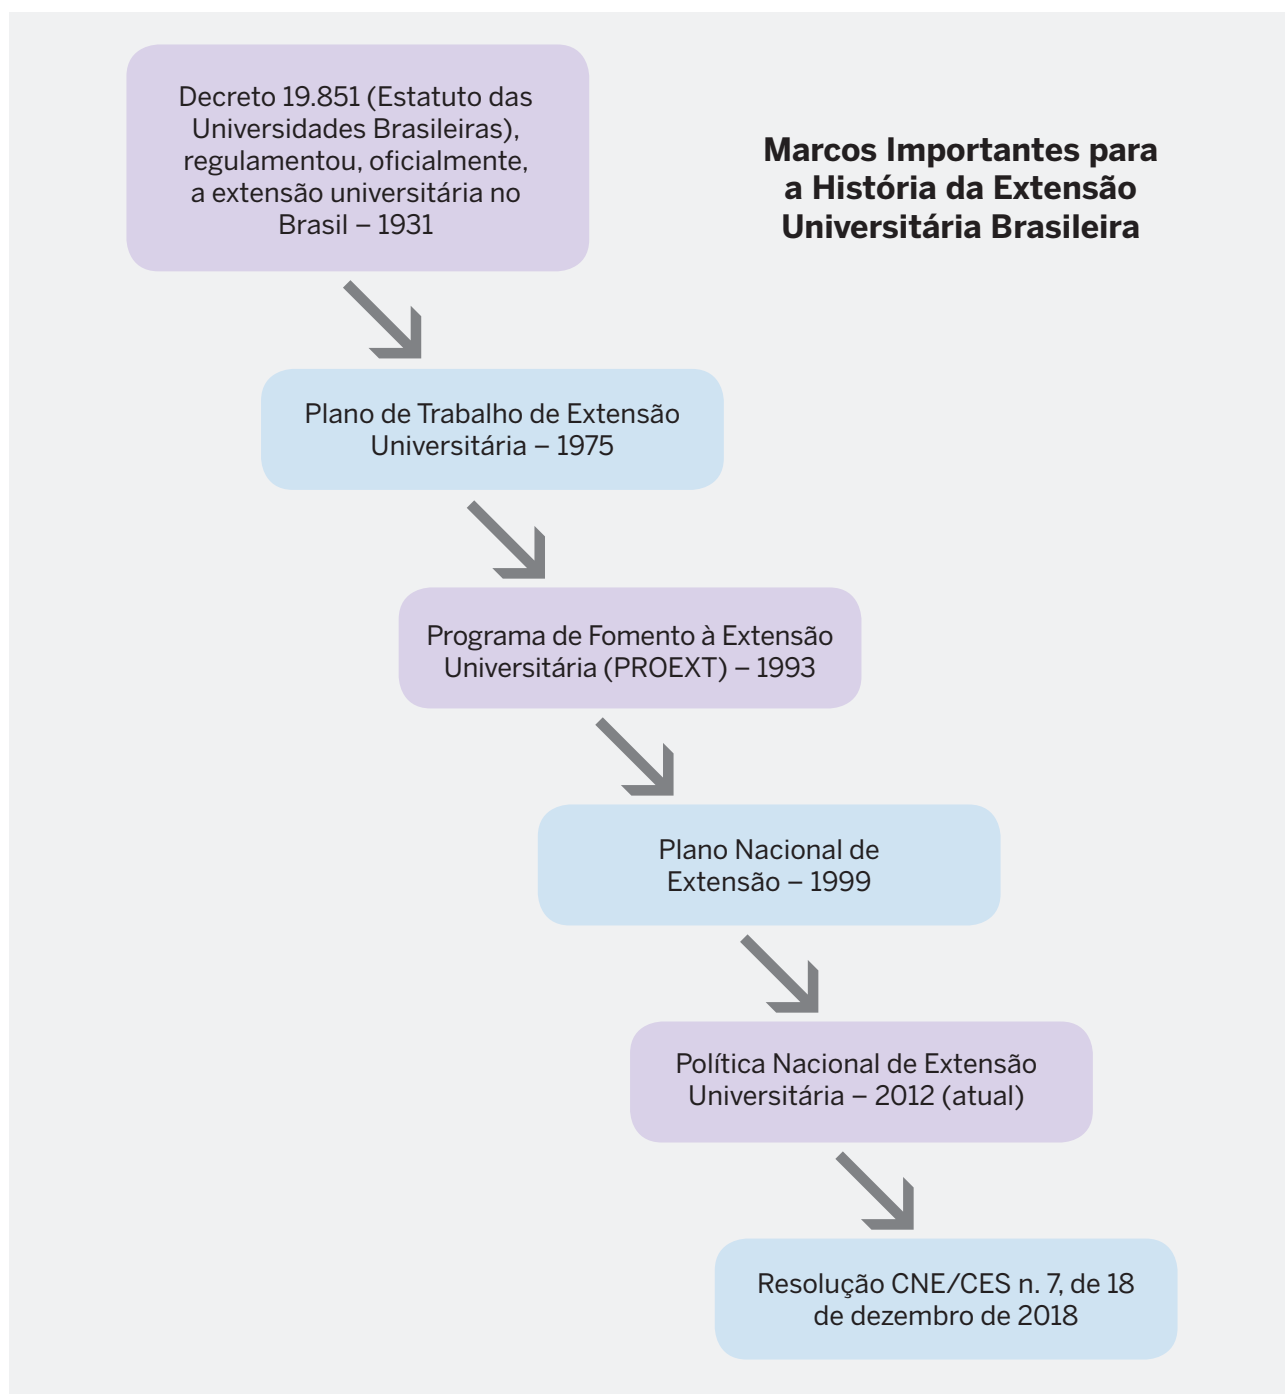 Decreto 19.851 (Estatuto das
Universidades Brasileiras),
regulamentou, oficialmente,
a extensão universitária no
Brasil – 1931
Marcos Importantes para
a História da Extensão
Universitária Brasileira
Plano de Trabalho de Extensão
Universitária – 1975
Programa de Fomento à Extensão
Universitária (PROEXT) – 1993
Plano Nacional de
Extensão – 1999
Política Nacional de Extensão
Universitária – 2012 (atual)
Resolução CNE/CES n. 7, de 18
de dezembro de 2018